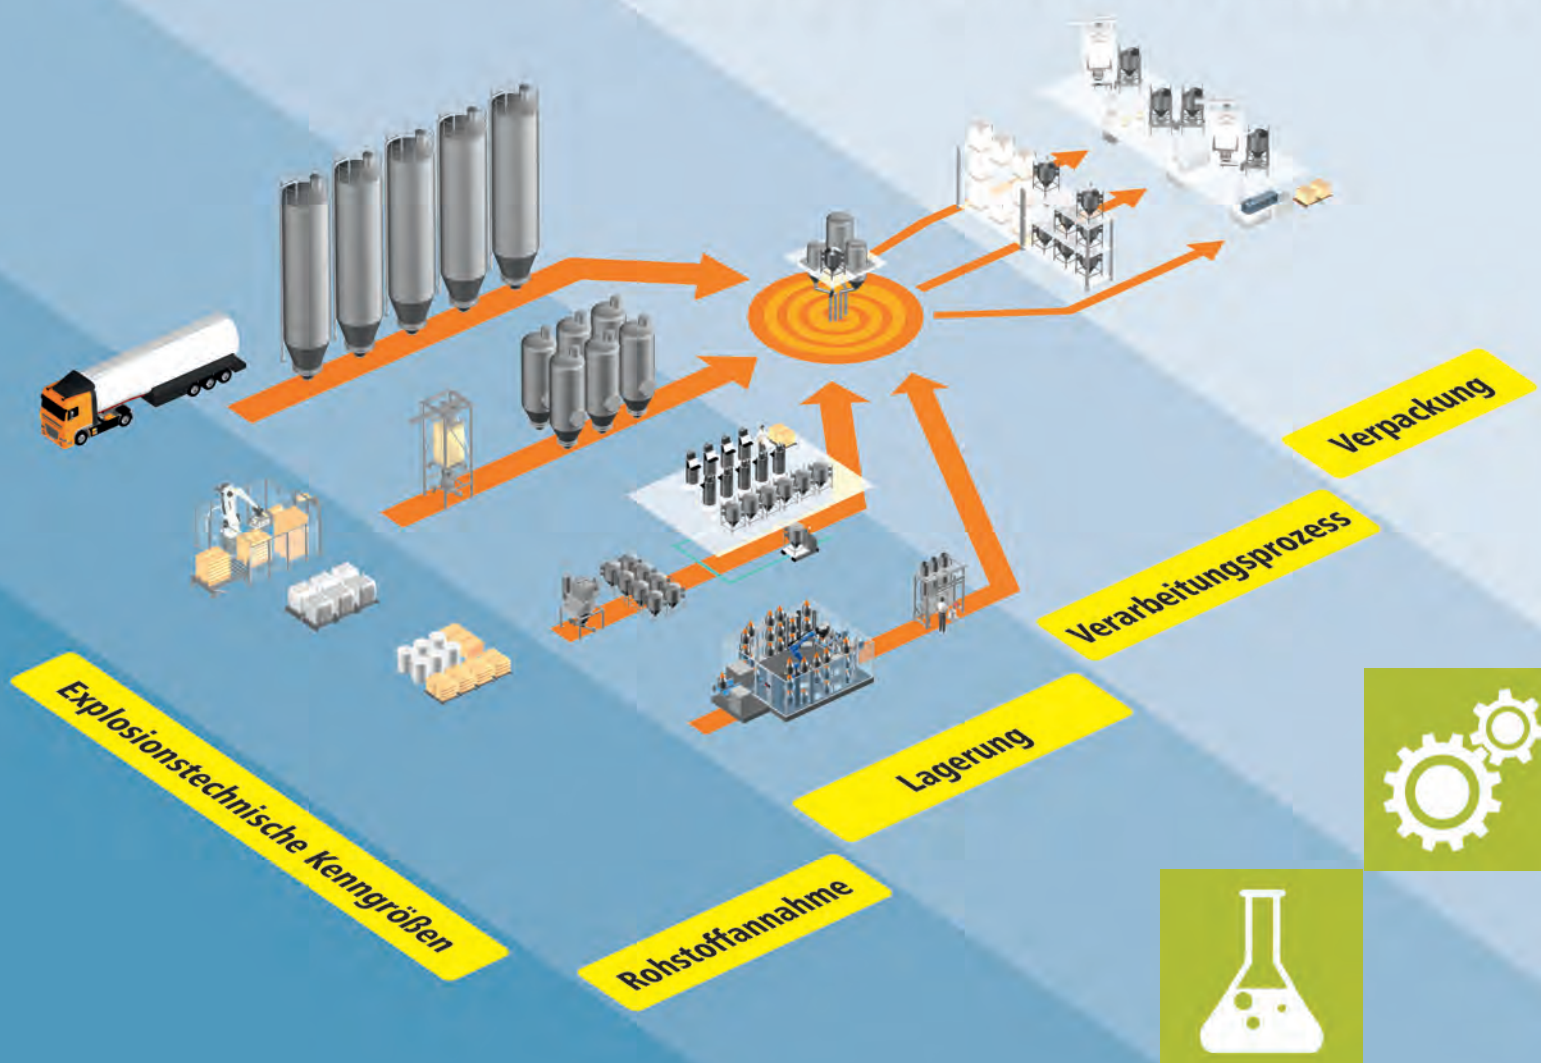 Verpackung
Verarbeitungsprozess
Lagerung
Rohstoffannahme
Explosionstechnische Kenngrößen